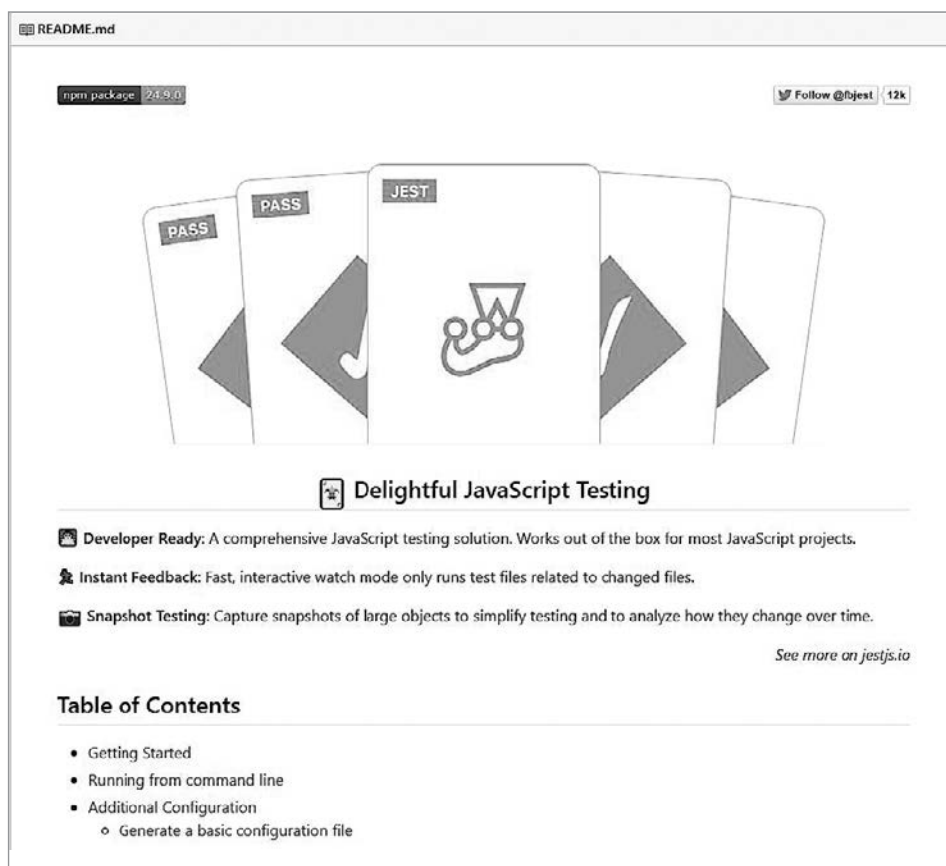 README.md
npm package 24.9.0
Follow @fbjest 12k
PASS
PASS
JEST
Delightful JavaScript Testing
Developer Ready: A comprehensive JavaScript testing solution. Works out of the box for most JavaScript projects.
Instant Feedback: Fast, interactive watch mode only runs test files related to changed files.
Snapshot Testing: Capture snapshots of large objects to simplify testing and to analyze how they change over time.
See more on jestjs.io
Table of Contents
Getting Started
Running from command line
Additional Configuration
Generate a basic configuration file